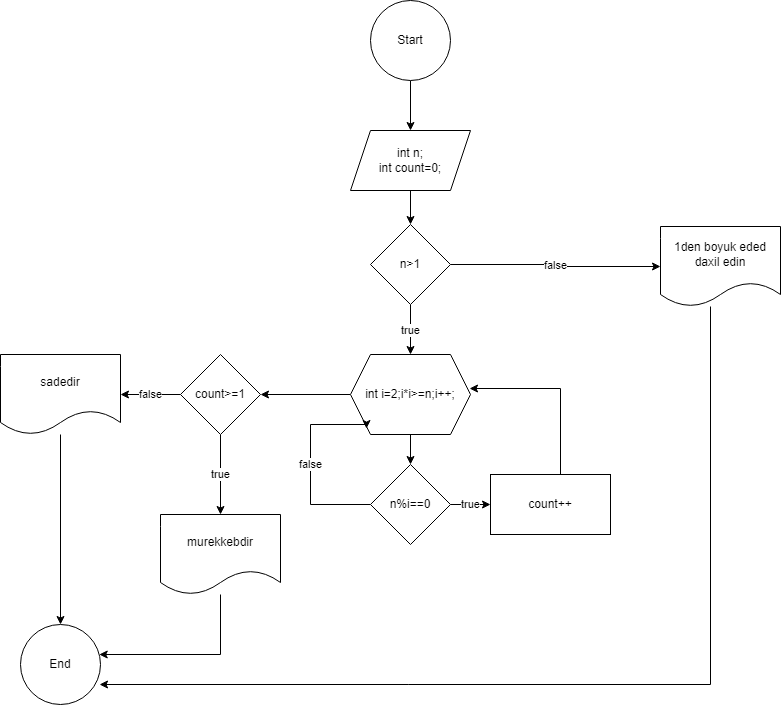 Start
int n;
int count=0;
n>1
false
1den boyuk eded
daxil edin
true
sadedir
false
count>=1
int i=2;i*i>=n;i++;
false
true
n%i==0
true
count++
murekkebdir
End